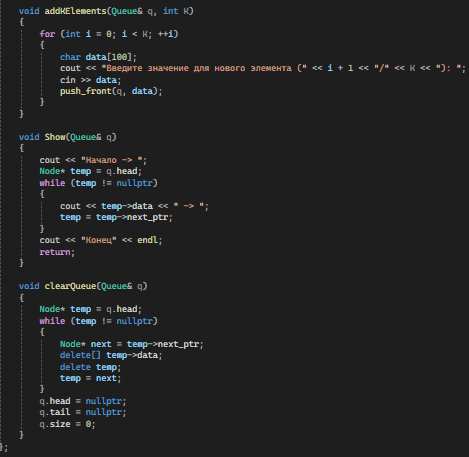 void addKElements(Queue& q, int K)
{
for (int i = 0; i < K; ++i)
{
char data[100];
cout << "Введите значение для нового элемента (" << i + 1 << "/" << K << "): ";
cin >> data;
push_front(q, data);
}
}
void Show(Queue& q)
{
cout << "Начало -> ";
Node* temp = q.head;
while (temp != nullptr)
{
cout << temp->data << " -> ";
temp = temp->next_ptr;
}
cout << "Конец" << endl;
return;
}
void clearQueue(Queue& q)
{
Node* temp = q.head;
while (temp != nullptr)
{
Node* next = temp->next_ptr;
delete[] temp->data;
delete temp;
temp = next;
}
q.head = nullptr;
q.tail = nullptr;
q.size = 0;
}
};